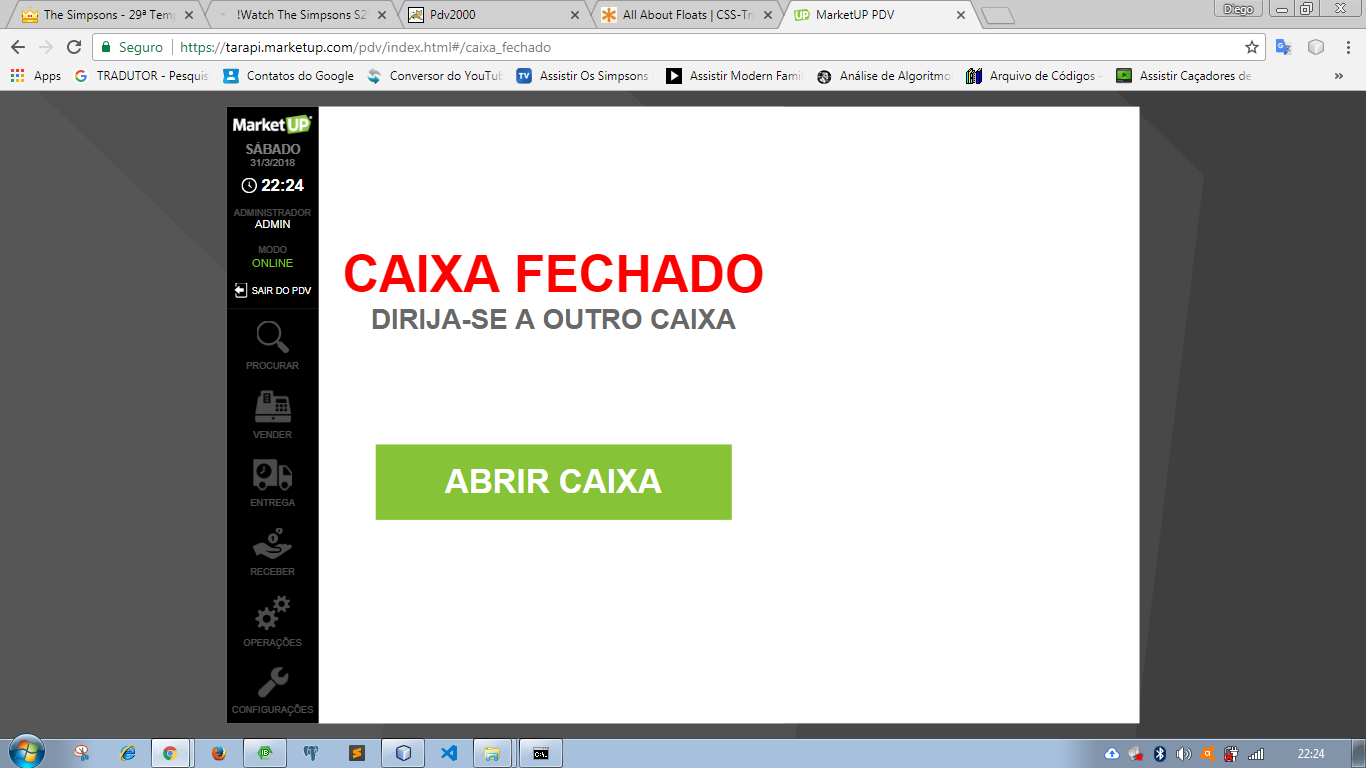 The Simpsons - 29ª Temp
!Watch The Simpsons S29
Pdv2000
All About Floats | CSS-Tri
MarketUP PDV
Diego
Seguro
https://tarapi.marketup.com/pdv/index.html#/caixa_fechado
Apps
TRADUTOR - Pesquis
Contatos do Google
Conversor do YouTu
Assistir Os Simpsons
Assistir Modern Fami
Análise de Algoritmo
Arquivo de Códigos -
Assistir Caçadores de
»
MarketUP
SÁBADO
31/3/2018
22:24
ADMINISTRADOR
ADMIN
MODO
ONLINE
SAIR DO PDV
PROCURAR
VENDER
ENTREGA
RECEBER
OPERAÇÕES
CONFIGURAÇÕES
CAIXA FECHADO
DIRIJA-SE A OUTRO CAIXA
ABRIR CAIXA
22:24